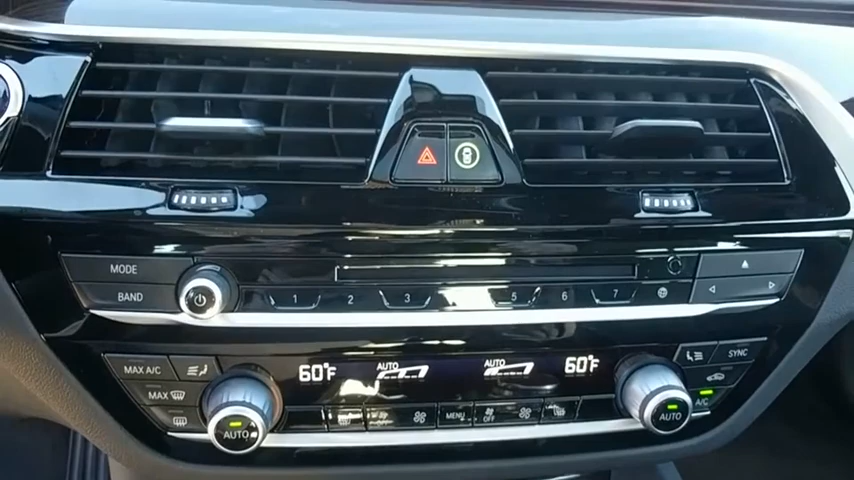 MODE
BAND
1 2 3 5 6 7
MAX A/C
MAX
60°F AUTO AUTO 60°F
SYNC
A/C
AUTO MENU OFF AUTO